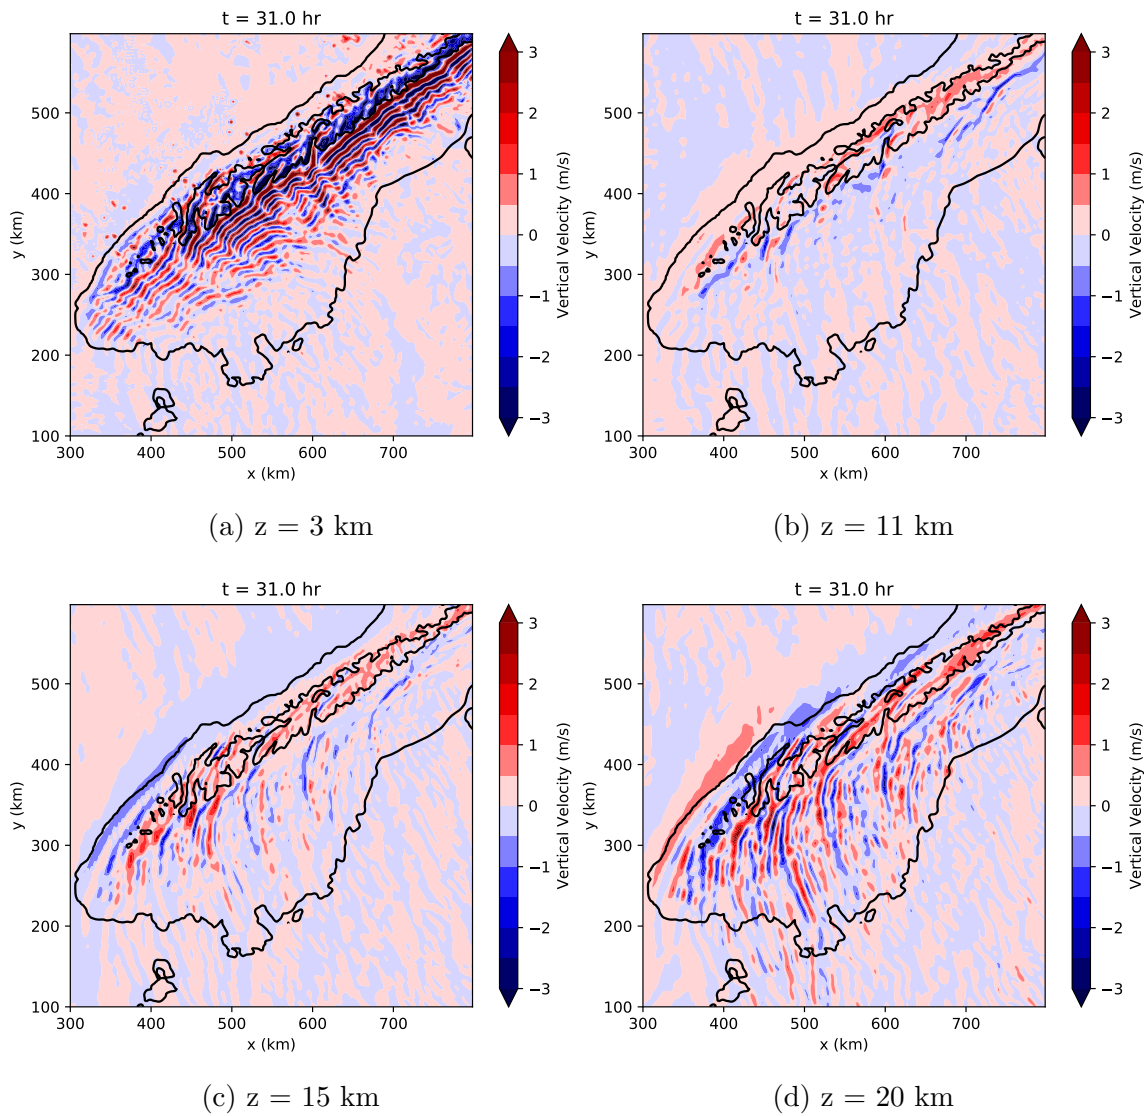 t = 31.0 hr
500
400
300
200
100
y (km)
300 400 500 600 700
x (km)
3
2
1
0
−1
−2
−3
Vertical Velocity (m/s)
(a) z = 3 km
t = 31.0 hr
500
400
300
200
100
y (km)
300 400 500 600 700
x (km)
3
2
1
0
−1
−2
−3
Vertical Velocity (m/s)
(b) z = 11 km
t = 31.0 hr
500
400
300
200
100
y (km)
300 400 500 600 700
x (km)
3
2
1
0
−1
−2
−3
Vertical Velocity (m/s)
(c) z = 15 km
t = 31.0 hr
500
400
300
200
100
y (km)
300 400 500 600 700
x (km)
3
2
1
0
−1
−2
−3
Vertical Velocity (m/s)
(d) z = 20 km